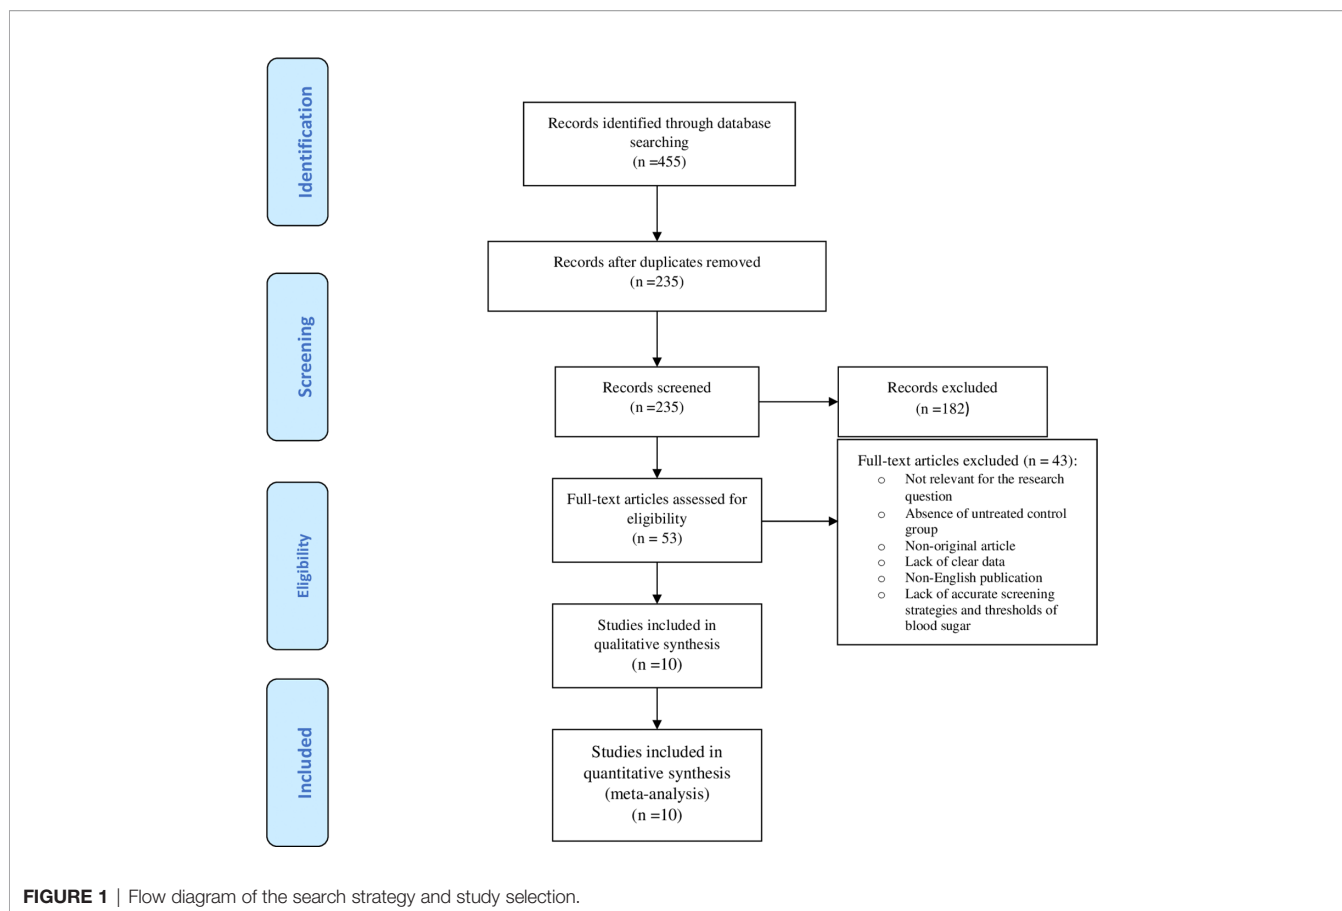 Identification
Records identified through database
searching
(n =455)
Records after duplicates removed
(n =235)
Screening
Records screened
(n =235)
Records excluded
(n =182)
Eligibility
Full-text articles assessed for
eligibility
(n = 53)
Full-text articles excluded (n = 43):
o Not relevant for the research
question
o Absence of untreated control
group
o Non-original article
o Lack of clear data
o Non-English publication
o Lack of accurate screening
strategies and thresholds of
blood sugar
Studies included in
qualitative synthesis
(n =10)
Included
Studies included in
quantitative synthesis
(meta-analysis)
(n =10)
FIGURE 1 | Flow diagram of the search strategy and study selection.